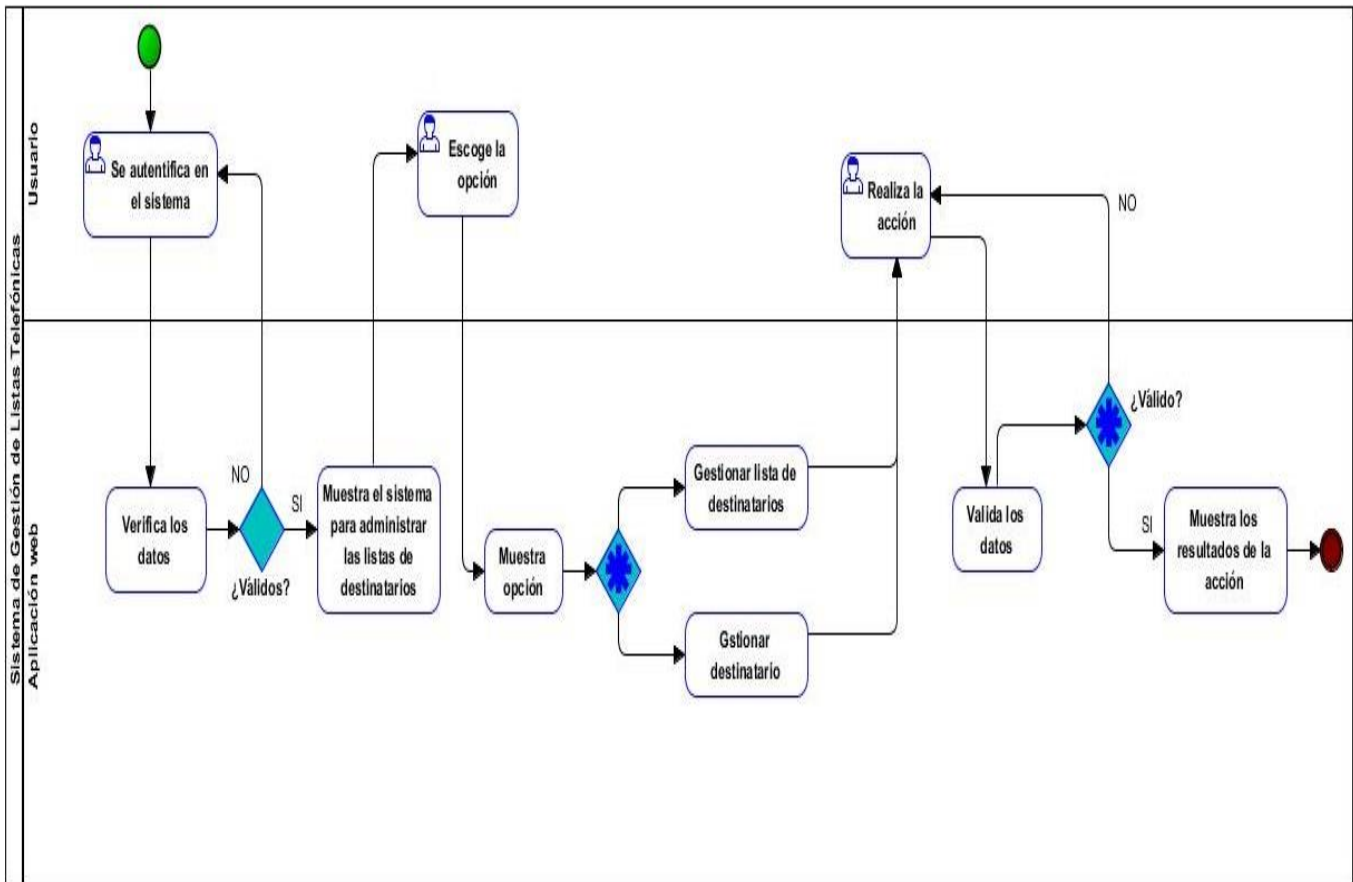 Sistema de Gestión de Listas Telefónicas
Usuario
Se autentifica en
el sistema
Escoge la
opción
Realiza la
acción
NO
Aplicación web
Verifica los
datos
NO
SI
¿Válidos?
Muestra el sistema
para administrar
las listas de
destinatarios
Muestra
opción
Gestionar lista de
destinatarios
Gstionar
destinatario
Valida los
datos
¿Válido?
SI
Muestra los
resultados de la
acción